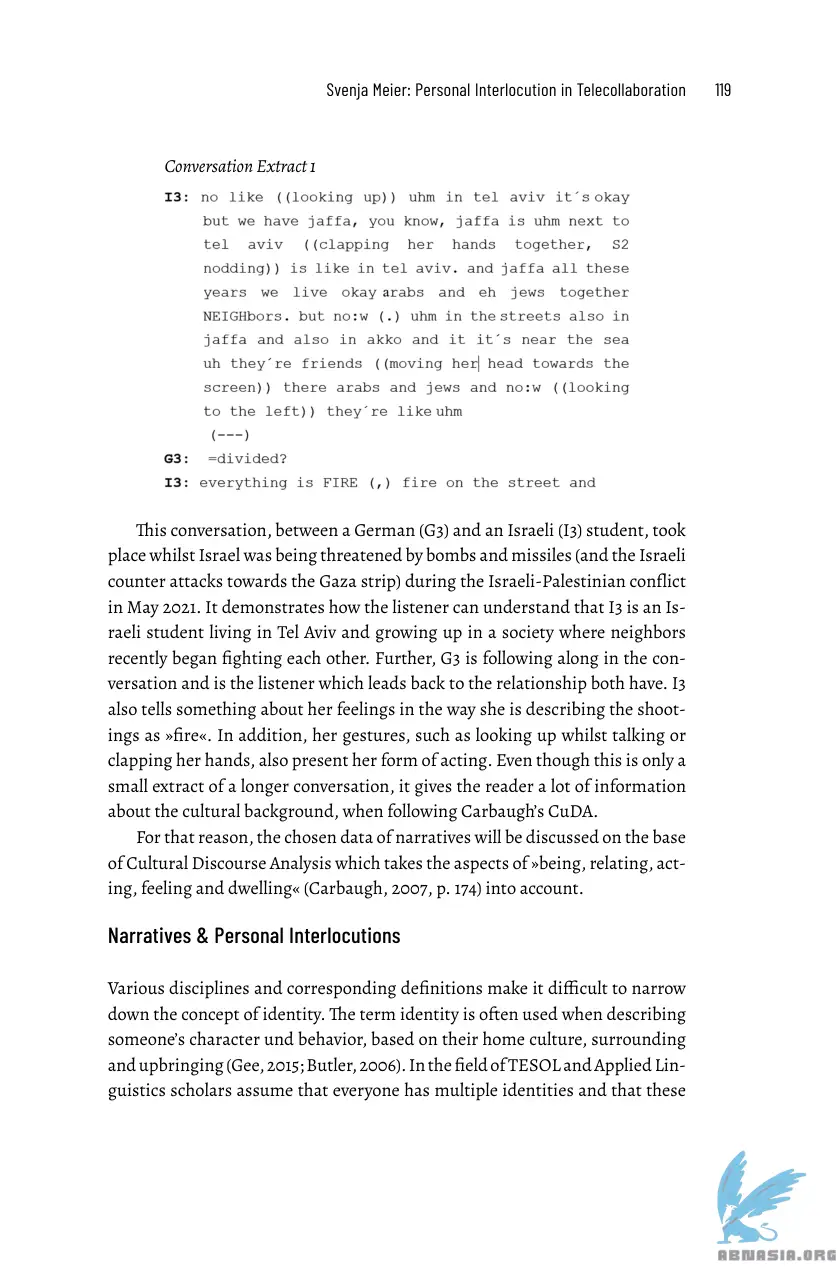 Svenja Meier: Personal Interlocution in Telecollaboration 119
Conversation Extract 1
I3: no like ((looking up)) uhm in tel aviv it´s okay
but we have jaffa, you know, jaffa is uhm next to
tel aviv ((clapping her hands together, S2
nodding)) is like in tel aviv. and jaffa all these
years we live okay arabs and eh jews together
NEIGHbors. but no:w (.) uhm in the streets also in
jaffa and also in akko and it it´s near the sea
uh they´re friends ((moving her head towards the
screen)) there arabs and jews and no:w ((looking
to the left)) they´re like uhm
(---)
G3: =divided?
I3: everything is FIRE (,) fire on the street and
This conversation, between a German (G3) and an Israeli (I3) student, took
place whilst Israel was being threatened by bombs and missiles (and the Israeli
counter attacks towards the Gaza strip) during the Israeli-Palestinian conflict
in May 2021. It demonstrates how the listener can understand that I3 is an Is-
raeli student living in Tel Aviv and growing up in a society where neighbors
recently began fighting each other. Further, G3 is following along in the con-
versation and is the listener which leads back to the relationship both have. I3
also tells something about her feelings in the way she is describing the shoot-
ings as »fire«. In addition, her gestures, such as looking up whilst talking or
clapping her hands, also present her form of acting. Even though this is only a
small extract of a longer conversation, it gives the reader a lot of information
about the cultural background, when following Carbaugh’s CuDA.
For that reason, the chosen data of narratives will be discussed on the base
of Cultural Discourse Analysis which takes the aspects of »being, relating, act-
ing, feeling and dwelling« (Carbaugh, 2007, p. 174) into account.
Narratives & Personal Interlocutions
Various disciplines and corresponding definitions make it difficult to narrow
down the concept of identity. The term identity is often used when describing
someone’s character und behavior, based on their home culture, surrounding
and upbringing (Gee, 2015; Butler, 2006). In the field of TESOL and Applied Lin-
guistics scholars assume that everyone has multiple identities and that these
ABNASIA.ORG